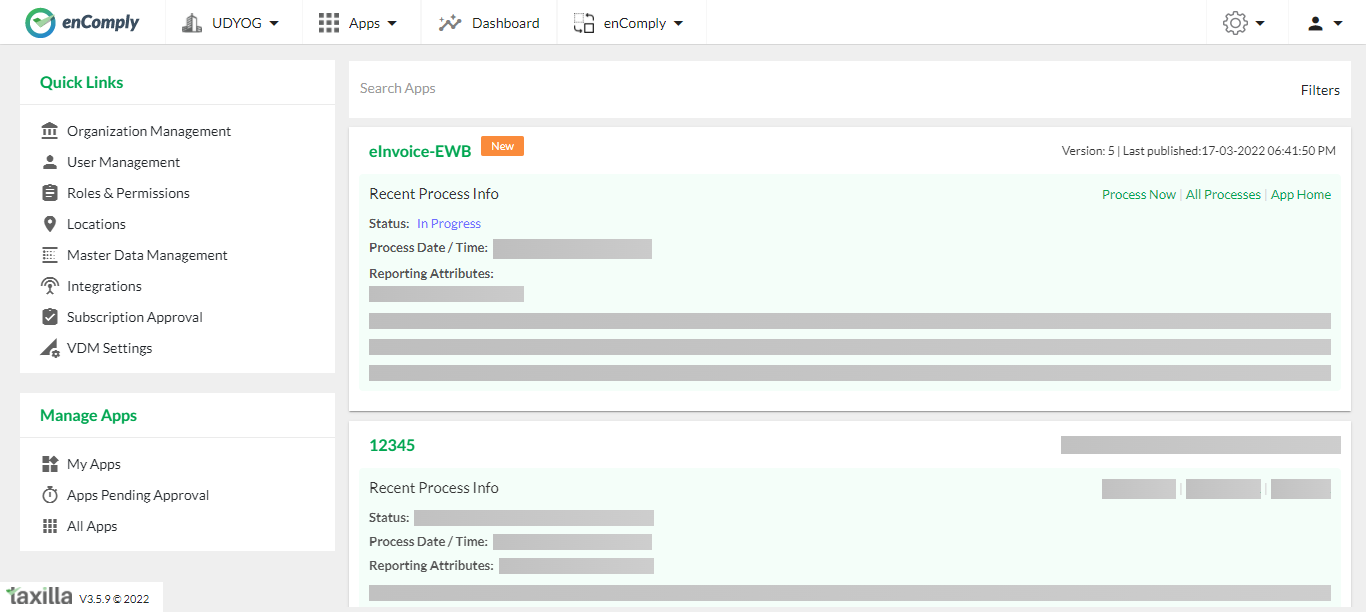 enComply
UDYOG
Apps
Dashboard
enComply
Quick Links
Organization Management
User Management
Roles & Permissions
Locations
Master Data Management
Integrations
Subscription Approval
VDM Settings
Manage Apps
My Apps
Apps Pending Approval
All Apps
taxilla V3.5.9 © 2022
Search Apps
Filters
eInvoice-EWB New
Version: 5 | Last published:17-03-2022 06:41:50 PM
Recent Process Info
Process Now | All Processes | App Home
Status: In Progress
Process Date / Time:
Reporting Attributes:
12345
Recent Process Info
Status:
Process Date / Time:
Reporting Attributes: